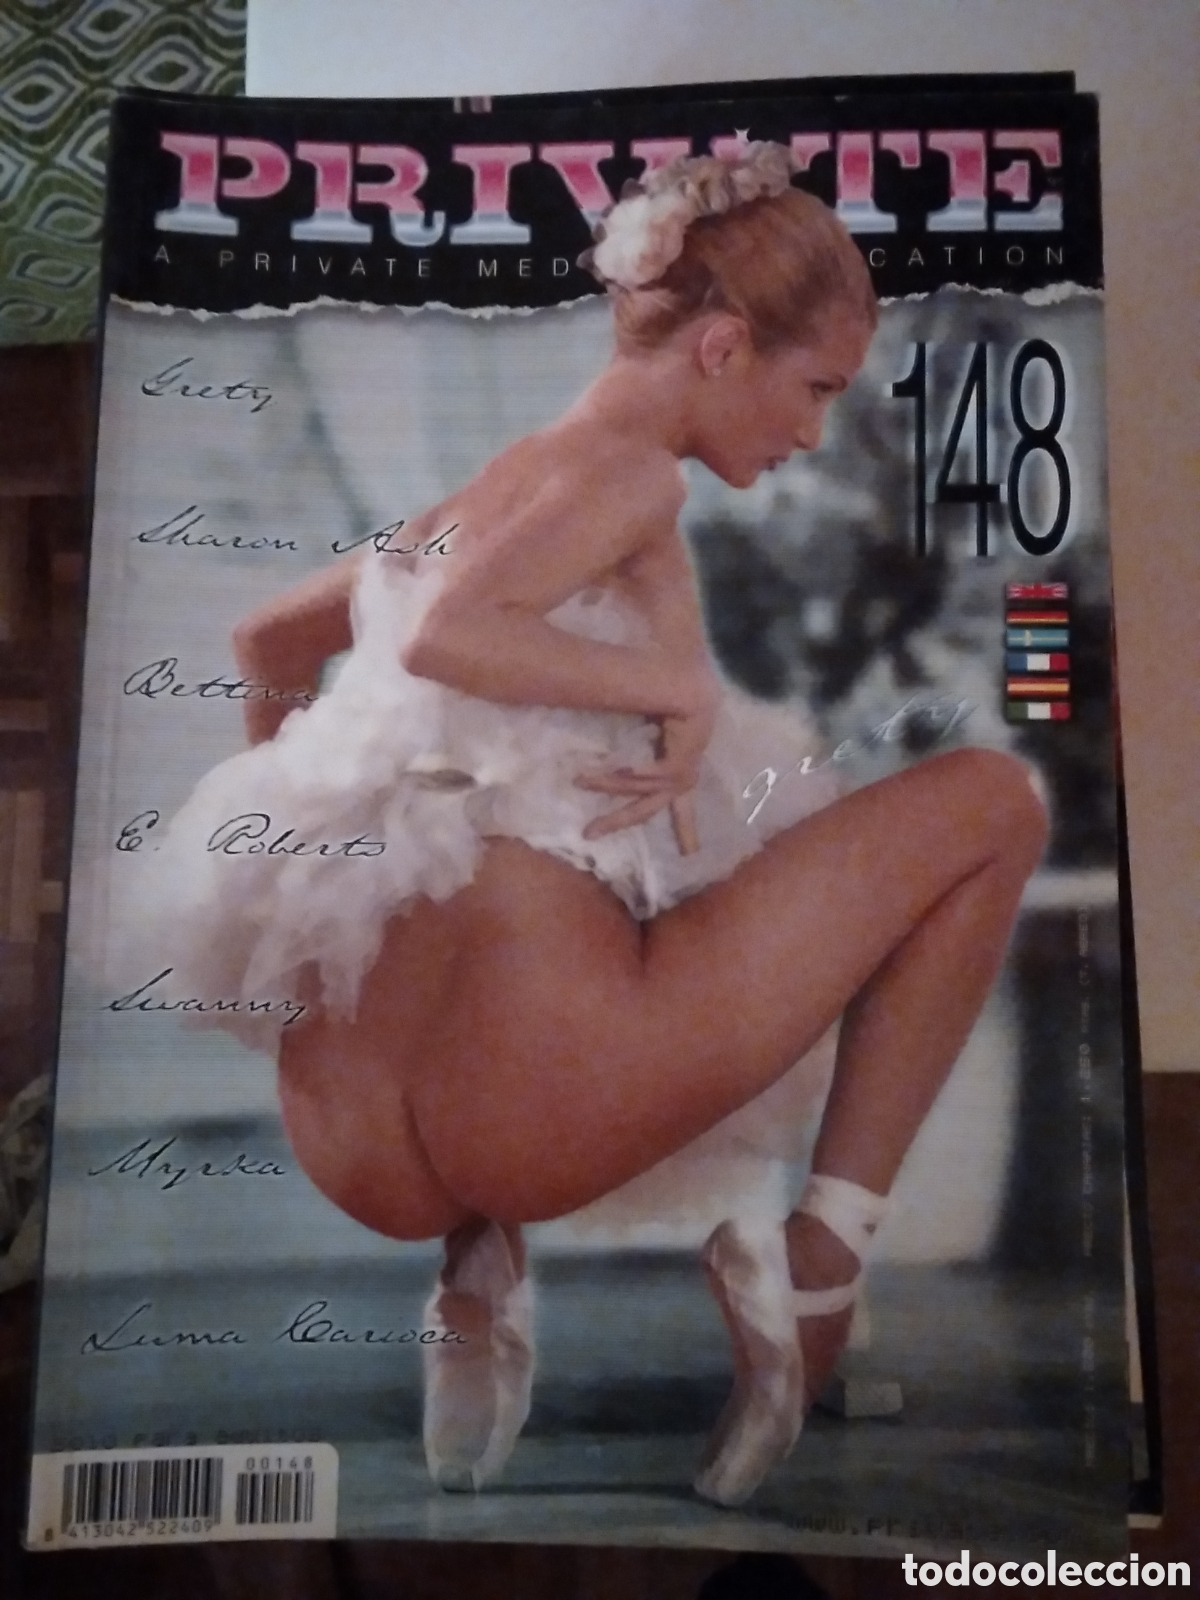 PRIVATE
A PRIVATE MED CATION
148
Grety
Sharon Ash
Bettina
grety
E. Roberts
Swanny
Myrka
Luma Carioca
00148
8 413042 522409
todocoleccion